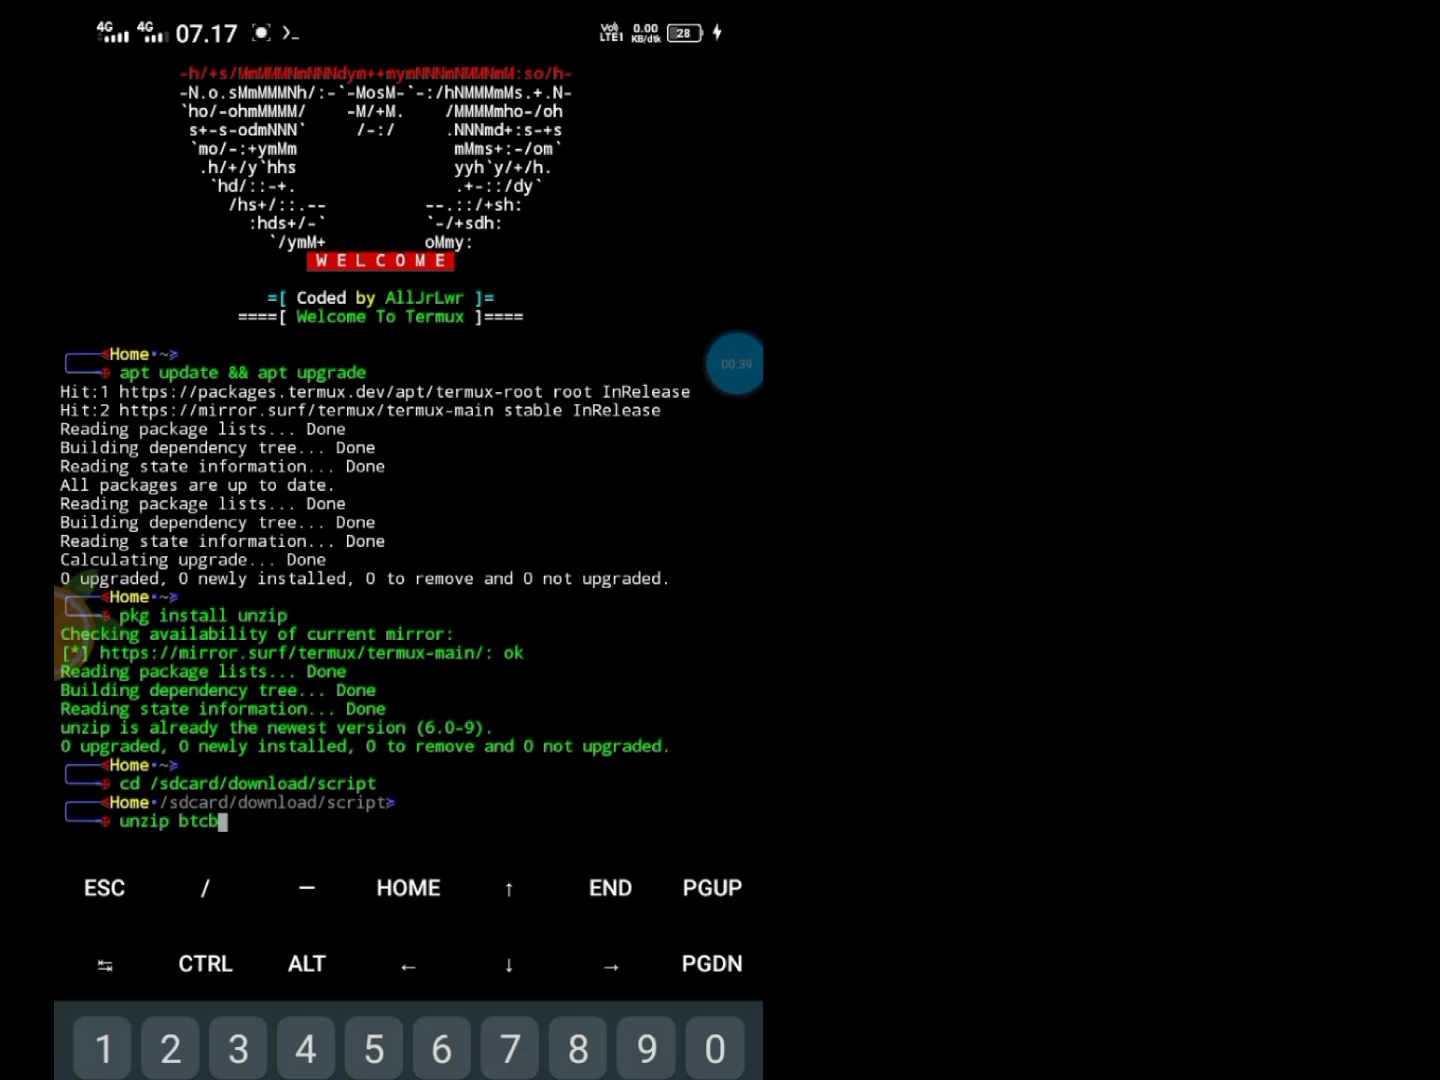 4G 4G 07.17 Vo) LTE1 0.00 KB/dtk 28
-h/+s/MmMMMMNmNNNdym++mymNNNmNMMMNmM:so/h-
-N.o.sMmMMMNh/:-`-MosM-`-:/hNMMMmMs.+.N-
`ho/-ohmMMMM/ -M/+M. /MMMMmho-/oh
s+-s-odmNNN` /-:/ .NNNmd+:s-+s
`mo/-:+ymMm mMms+:-/om`
.h/+/y`hhs yyh`y/+/h.
`hd/::-+. .+-::/dy`
/hs+/::.-- --.::/+sh:
:hds+/-` `-/+sdh:
`/ymM+ oMmy:
W E L C O M E
=[ Coded by AllJrLwr ]=
====[ Welcome To Termux ]====
Home•~>
00:39
apt update && apt upgrade
Hit:1 https://packages.termux.dev/apt/termux-root root InRelease
Hit:2 https://mirror.surf/termux/termux-main stable InRelease
Reading package lists... Done
Building dependency tree... Done
Reading state information... Done
All packages are up to date.
Reading package lists... Done
Building dependency tree... Done
Reading state information... Done
Calculating upgrade... Done
0 upgraded, 0 newly installed, 0 to remove and 0 not upgraded.
Home•~>
pkg install unzip
Checking availability of current mirror:
[*] https://mirror.surf/termux/termux-main/: ok
Reading package lists... Done
Building dependency tree... Done
Reading state information... Done
unzip is already the newest version (6.0-9).
0 upgraded, 0 newly installed, 0 to remove and 0 not upgraded.
Home•~>
cd /sdcard/download/script
Home•/sdcard/download/script>
unzip btcb
ESC / — HOME ↑ END PGUP
↹ CTRL ALT ← ↓ → PGDN
1 2 3 4 5 6 7 8 9 0